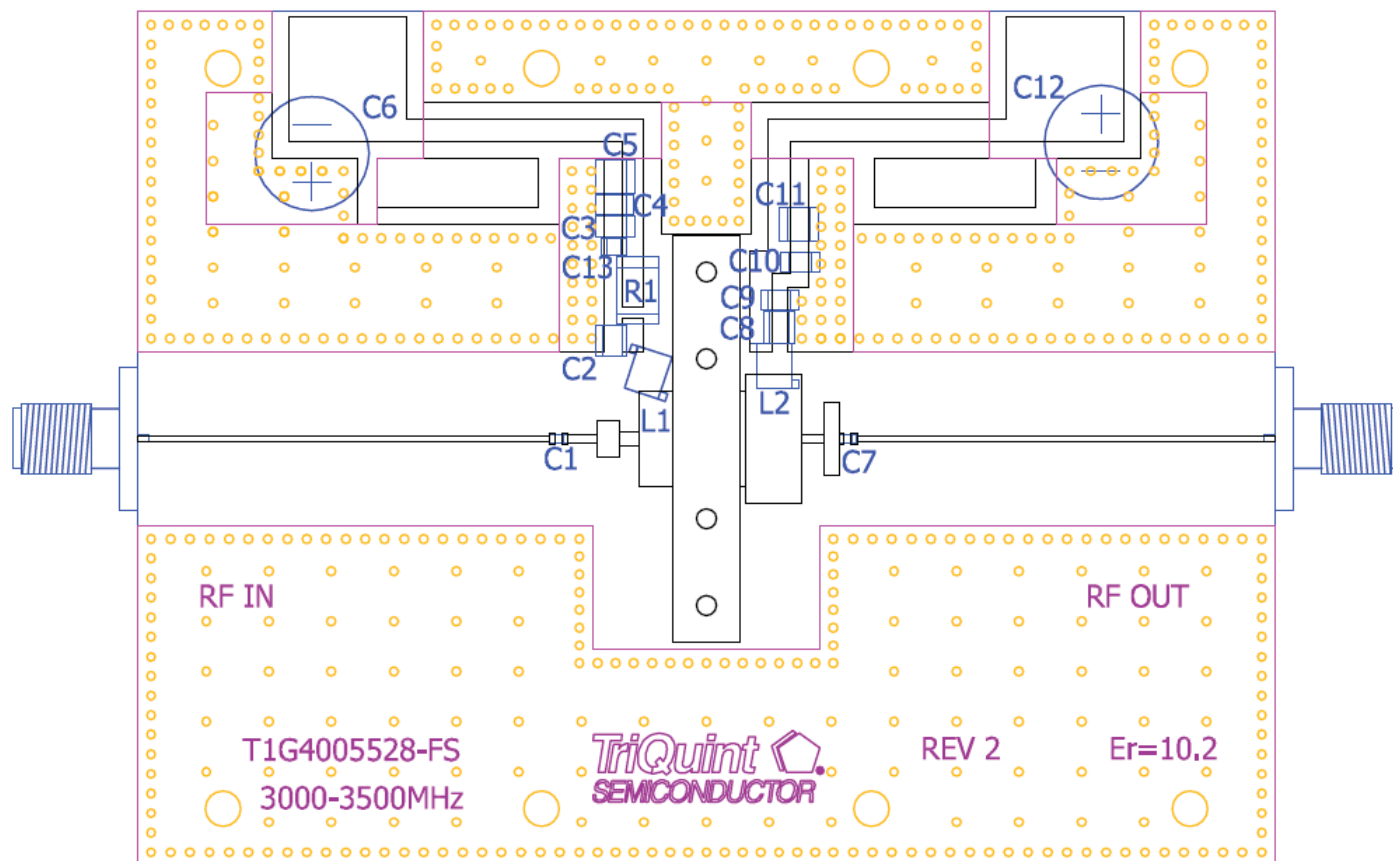 C6
C12
C5
C4
C11
C3
C10
C13
R1
C9
C8
C2
L1
L2
C1
C7
RF IN
RF OUT
T1G4005528-FS
TriQuint
REV 2
Er=10.2
3000-3500MHz
SEMICONDUCTOR